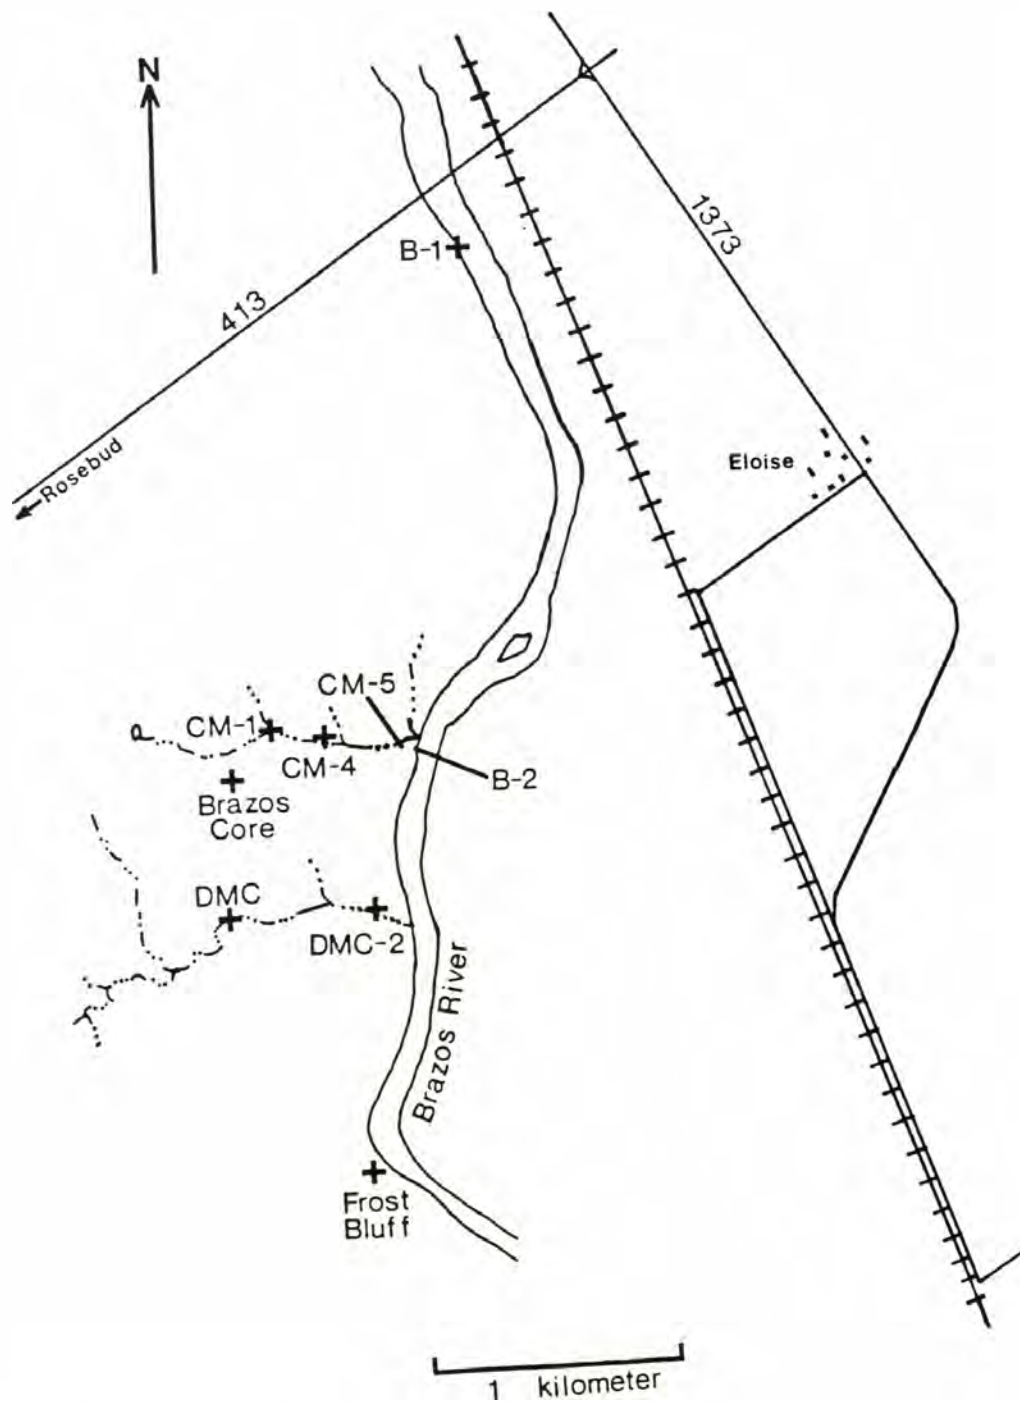 N
1373
B-1
413
Eloise
Rosebud
CM-5
CM-1
CM-4
B-2
Brazos
Core
DMC
DMC-2
Brazos River
Frost
Bluff
1 kilometer